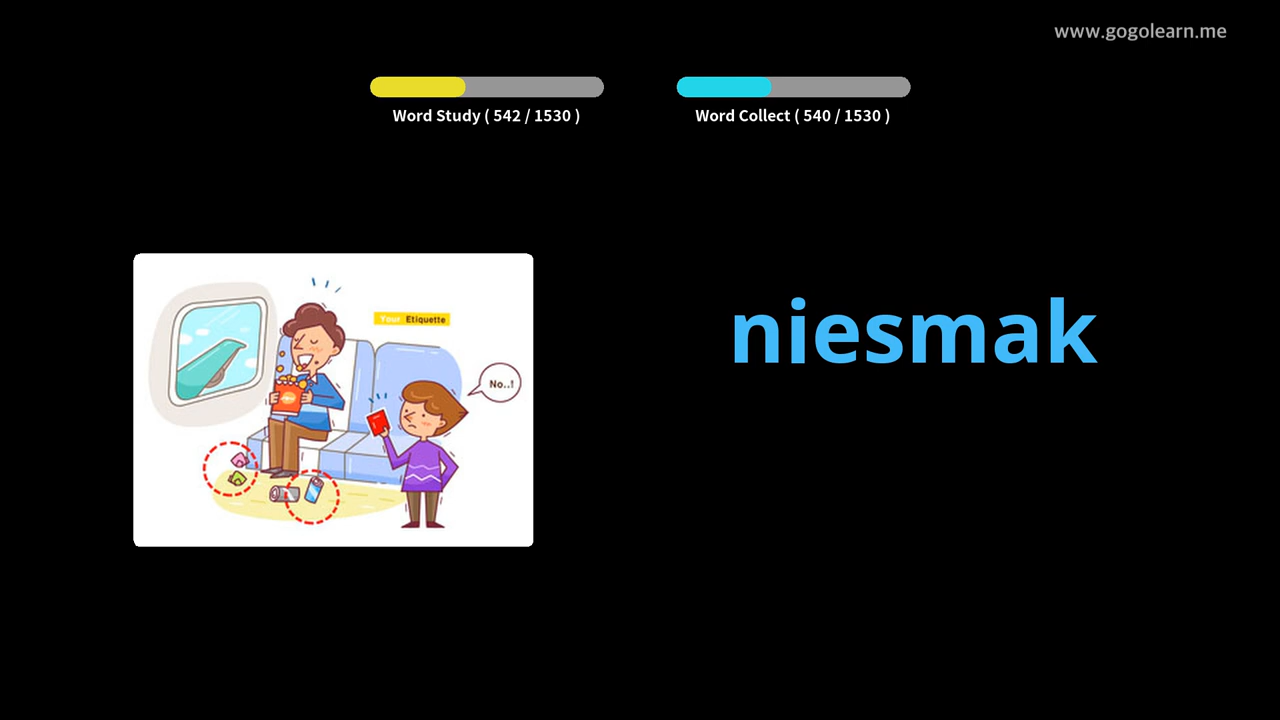 www.gogolearn.me
Word Study ( 542 / 1530 )
Word Collect ( 540 / 1530 )
Your Etiquette
No..!
niesmak